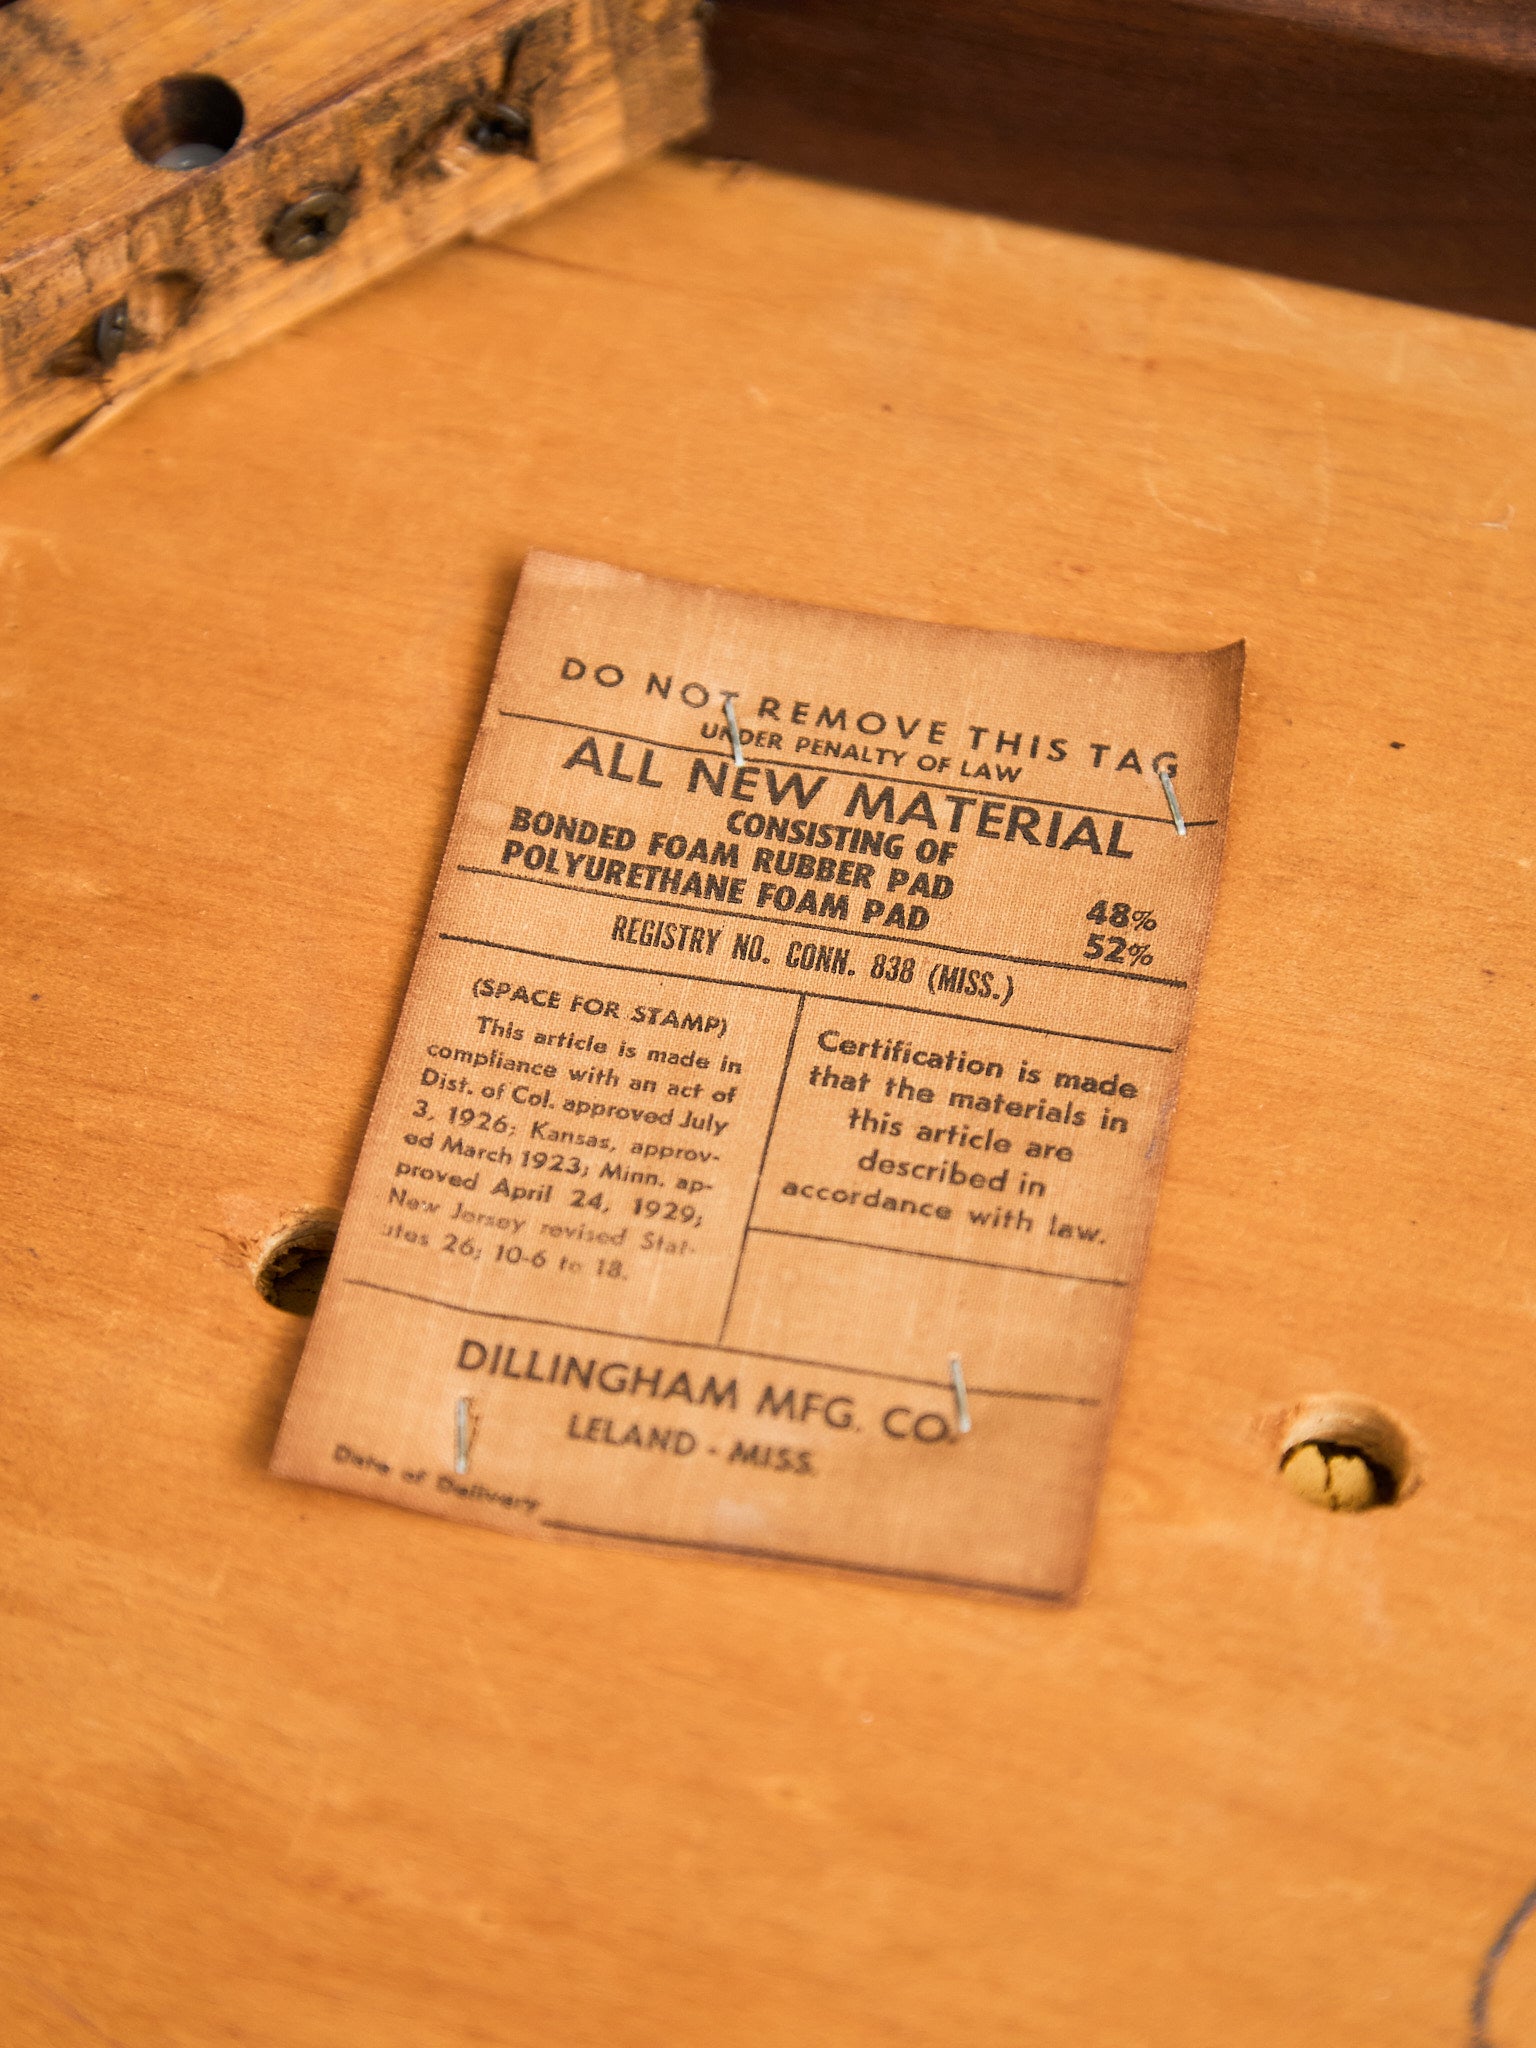 DO NOT REMOVE THIS TAG
UNDER PENALTY OF LAW
ALL NEW MATERIAL
CONSISTING OF
BONDED FOAM RUBBER PAD 48%
POLYURETHANE FOAM PAD 52%
REGISTRY NO. CONN. 838 (MISS.)
(SPACE FOR STAMP)
This article is made in
compliance with an act of
Dist. of Col. approved July
3, 1926; Kansas, approv-
ed March 1923; Minn. ap-
proved April 24, 1929;
New Jersey revised Stat-
utes 26; 10-6 to 18.
Certification is made
that the materials in
this article are
described in
accordance with law.
DILLINGHAM MFG. CO.
LELAND - MISS.
Date of Delivery